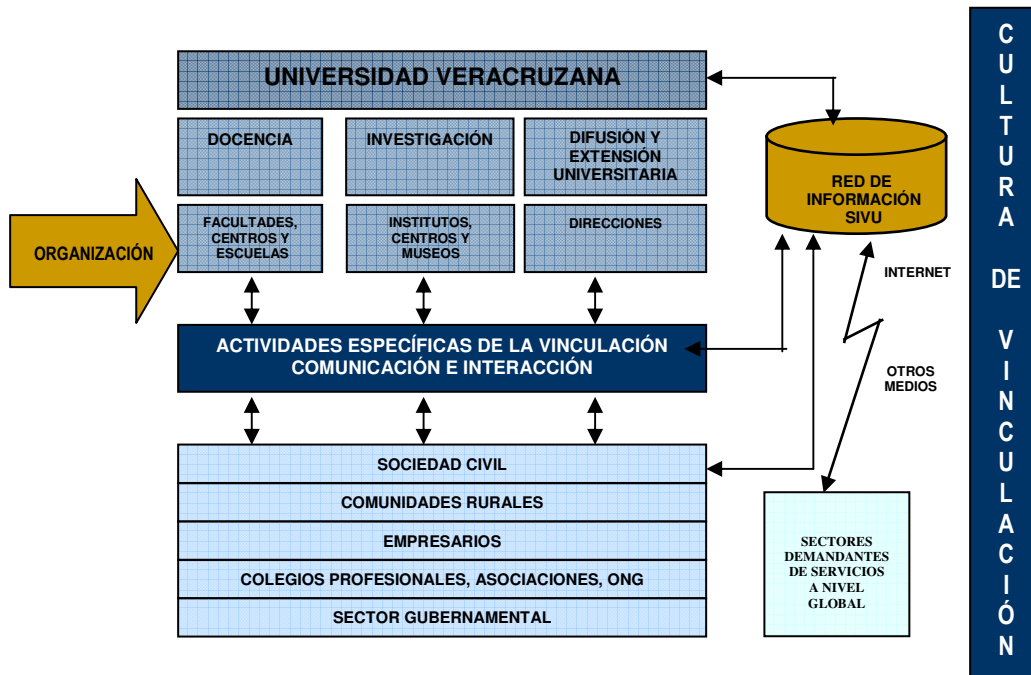 UNIVERSIDAD VERACRUZANA
DOCENCIA
INVESTIGACIÓN
DIFUSIÓN Y
EXTENSIÓN
UNIVERSITARIA
RED DE
INFORMACIÓN
SIVU
ORGANIZACIÓN
FACULTADES,
CENTROS Y
ESCUELAS
INSTITUTOS,
CENTROS Y
MUSEOS
DIRECCIONES
INTERNET
ACTIVIDADES ESPECÍFICAS DE LA VINCULACIÓN
COMUNICACIÓN E INTERACCIÓN
OTROS
MEDIOS
SOCIEDAD CIVIL
COMUNIDADES RURALES
EMPRESARIOS
COLEGIOS PROFESIONALES, ASOCIACIONES, ONG
SECTOR GUBERNAMENTAL
SECTORES
DEMANDANTES
DE SERVICIOS
A NIVEL
GLOBAL
CULTURA DE VINCULACIÓN